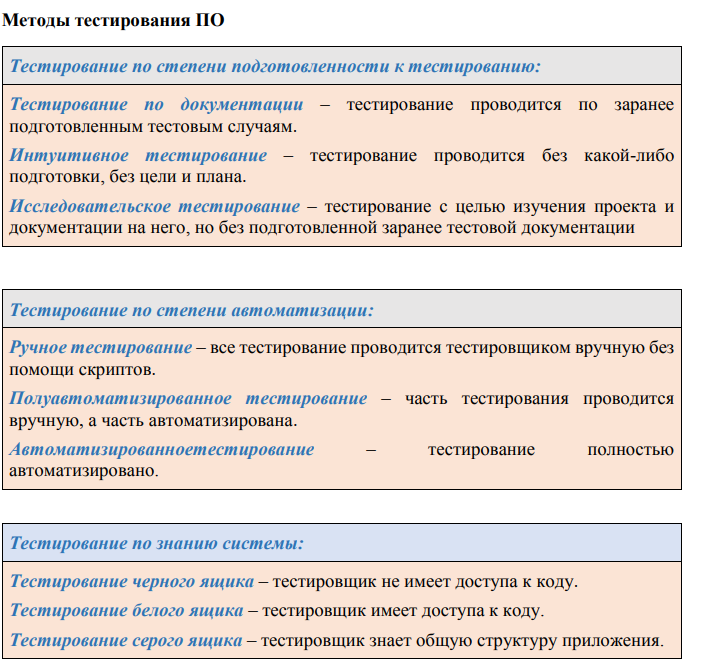 Методы тестирования ПО
Тестирование по степени подготовленности к тестированию:
Тестирование по документации – тестирование проводится по заранее
подготовленным тестовым случаям.
Интуитивное тестирование – тестирование проводится без какой-либо
подготовки, без цели и плана.
Исследовательское тестирование – тестирование с целью изучения проекта и
документации на него, но без подготовленной заранее тестовой документации
Тестирование по степени автоматизации:
Ручное тестирование – все тестирование проводится тестировщиком вручную без
помощи скриптов.
Полуавтоматизированное тестирование – часть тестирования проводится
вручную, а часть автоматизирована.
Автоматизированноетестирование – тестирование полностью
автоматизировано.
Тестирование по знанию системы:
Тестирование черного ящика – тестировщик не имеет доступа к коду.
Тестирование белого ящика – тестировщик имеет доступа к коду.
Тестирование серого ящика – тестировщик знает общую структуру приложения.